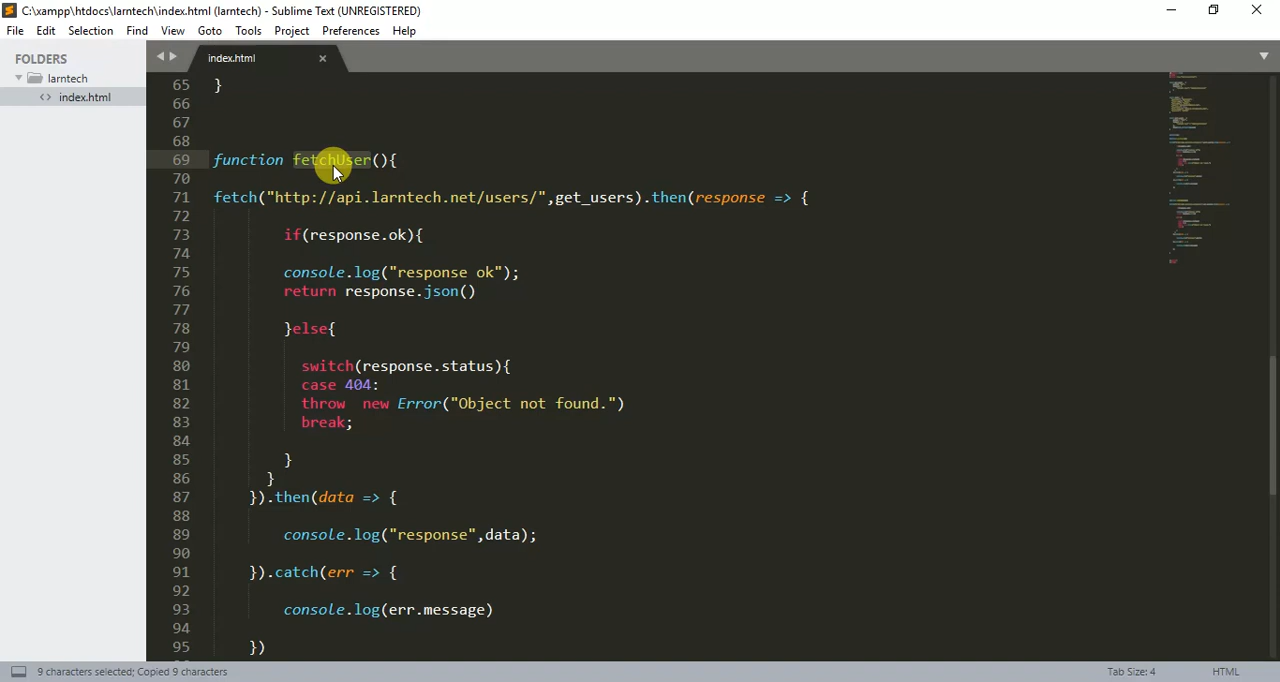 C:\xampp\htdocs\larntech\index.html (larntech) - Sublime Text (UNREGISTERED)
File Edit Selection Find View Goto Tools Project Preferences Help
FOLDERS
larntech
index.html
index.html
65 }
66
67
68
69 function fetchUser(){
70
71 fetch("http://api.larntech.net/users/",get_users).then(response => {
72
73 if(response.ok){
74
75 console.log("response ok");
76 return response.json()
77
78 }else{
79
80 switch(response.status){
81 case 404:
82 throw  new Error("Object not found.")
83 break;
84
85 }
86 }
87 }).then(data => {
88
89 console.log("response",data);
90
91 }).catch(err => {
92
93 console.log(err.message)
94
95 })
9 characters selected; Copied 9 characters
Tab Size: 4
HTML